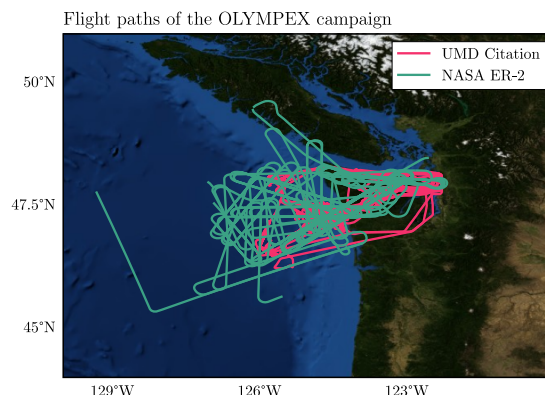 Flight paths of the OLYMPEX campaign
UMD Citation
NASA ER-2
50°N
47.5°N
45°N
129°W
126°W
123°W